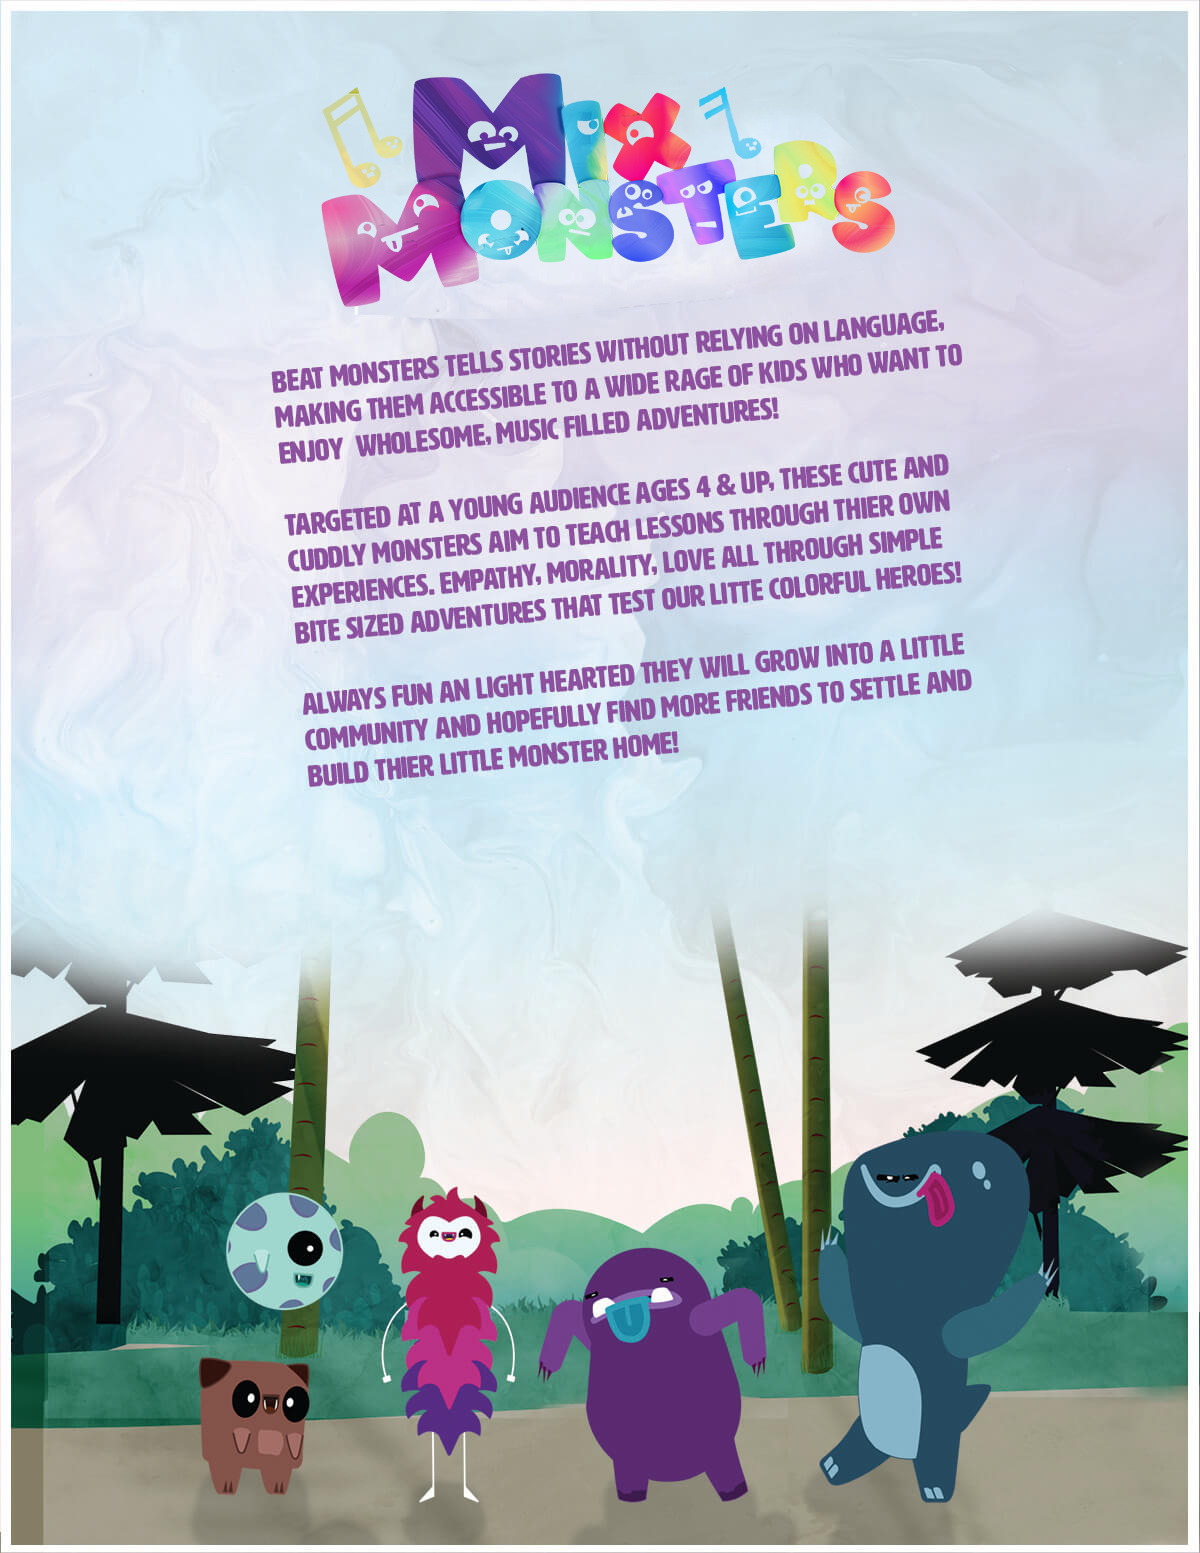 MIX
MONSTERS
BEAT MONSTERS TELLS STORIES WITHOUT RELYING ON LANGUAGE,
MAKING THEM ACCESSIBLE TO A WIDE RAGE OF KIDS WHO WANT TO
ENJOY WHOLESOME, MUSIC FILLED ADVENTURES!
TARGETED AT A YOUNG AUDIENCE AGES 4 & UP, THESE CUTE AND
CUDDLY MONSTERS AIM TO TEACH LESSONS THROUGH THIER OWN
EXPERIENCES. EMPATHY, MORALITY, LOVE ALL THROUGH SIMPLE
BITE SIZED ADVENTURES THAT TEST OUR LITTE COLORFUL HEROES!
ALWAYS FUN AN LIGHT HEARTED THEY WILL GROW INTO A LITTLE
COMMUNITY AND HOPEFULLY FIND MORE FRIENDS TO SETTLE AND
BUILD THIER LITTLE MONSTER HOME!